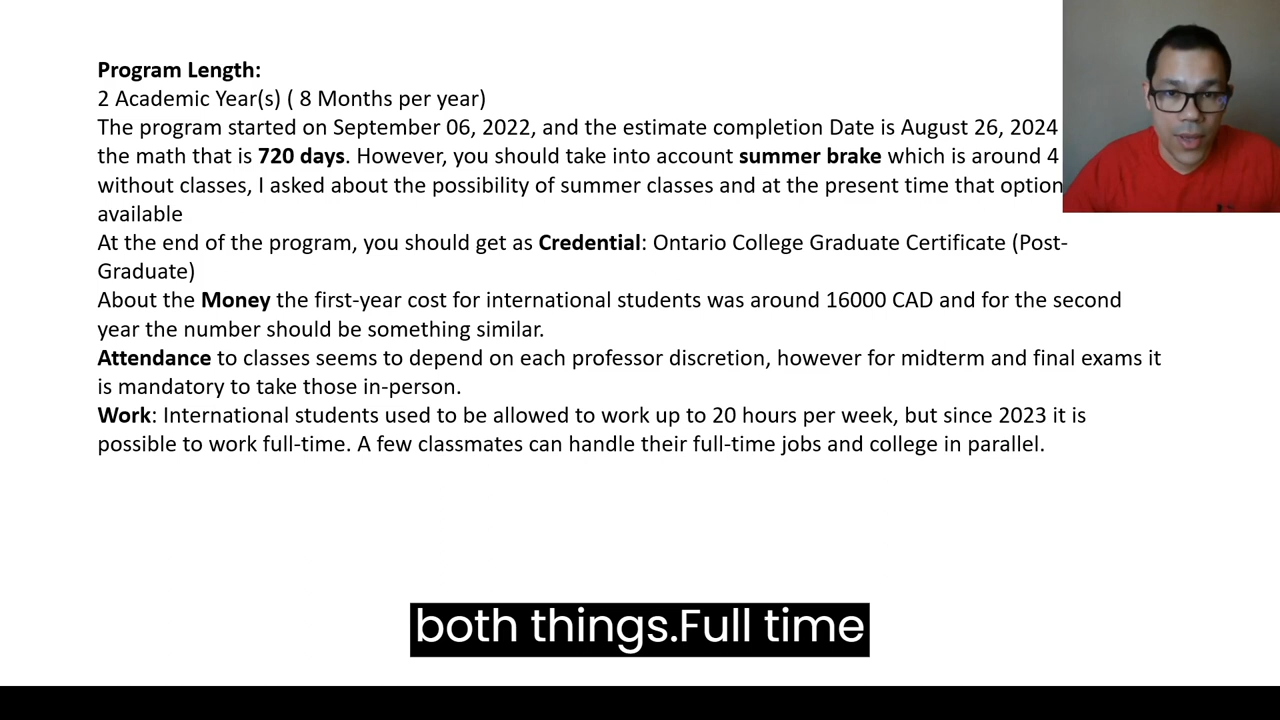 Program Length:
2 Academic Year(s) ( 8 Months per year)
The program started on September 06, 2022, and the estimate completion Date is August 26, 2024
the math that is 720 days. However, you should take into account summer brake which is around 4
without classes, I asked about the possibility of summer classes and at the present time that option
available
At the end of the program, you should get as Credential: Ontario College Graduate Certificate (Post-
Graduate)
About the Money the first-year cost for international students was around 16000 CAD and for the second
year the number should be something similar.
Attendance to classes seems to depend on each professor discretion, however for midterm and final exams it
is mandatory to take those in-person.
Work: International students used to be allowed to work up to 20 hours per week, but since 2023 it is
possible to work full-time. A few classmates can handle their full-time jobs and college in parallel.
both things.Full time